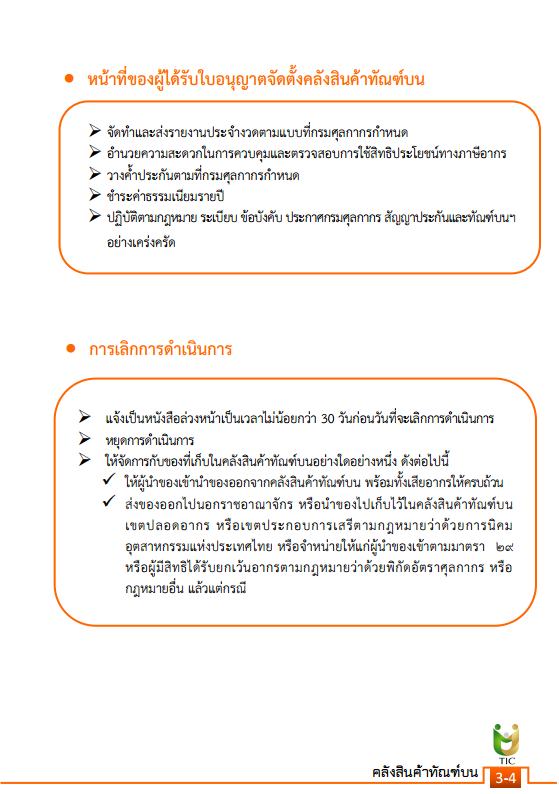 ● หน้าที่ของผู้ได้รับใบอนุญาตจัดตั้งคลังสินค้าทัณฑ์บน
➢ จัดทำและส่งรายงานประจำงวดตามแบบที่กรมศุลกากรกำหนด
➢ อำนวยความสะดวกในการควบคุมและตรวจสอบการใช้สิทธิประโยชน์ทางภาษีอากร
➢ วางค้ำประกันตามที่กรมศุลกากรกำหนด
➢ ชำระค่าธรรมเนียมรายปี
➢ ปฏิบัติตามกฎหมาย ระเบียบ ข้อบังคับ ประกาศกรมศุลกากร สัญญาประกันและทัณฑ์บนฯ
อย่างเคร่งครัด
● การเลิกการดำเนินการ
➢ แจ้งเป็นหนังสือล่วงหน้าเป็นเวลาไม่น้อยกว่า 30 วันก่อนวันที่จะเลิกการดำเนินการ
➢ หยุดการดำเนินการ
➢ ให้จัดการกับของที่เก็บในคลังสินค้าทัณฑ์บนอย่างใดอย่างหนึ่ง ดังต่อไปนี้
✓ ให้ผู้นำของเข้านำของออกจากคลังสินค้าทัณฑ์บน พร้อมทั้งเสียอากรให้ครบถ้วน
✓ ส่งของออกไปนอกราชอาณาจักร หรือนำของไปเก็บไว้ในคลังสินค้าทัณฑ์บน
เขตปลอดอากร หรือเขตประกอบการเสรีตามกฎหมายว่าด้วยการนิคม
อุตสาหกรรมแห่งประเทศไทย หรือจำหน่ายให้แก่ผู้นำของเข้าตามมาตรา ๒๙
หรือผู้มีสิทธิได้รับยกเว้นอากรตามกฎหมายว่าด้วยพิกัดอัตราศุลกากร หรือ
กฎหมายอื่น แล้วแต่กรณี
TIC
คลังสินค้าทัณฑ์บน 3-4